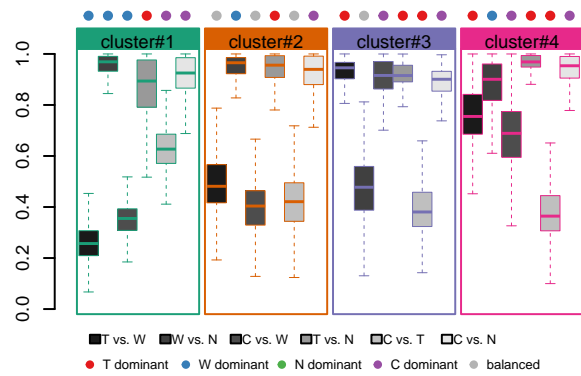 cluster#1 cluster#2 cluster#3 cluster#4
1.0
0.8
0.6
0.4
0.2
0.0
T vs. W W vs. N C vs. W T vs. N C vs. T C vs. N
T dominant W dominant N dominant C dominant balanced